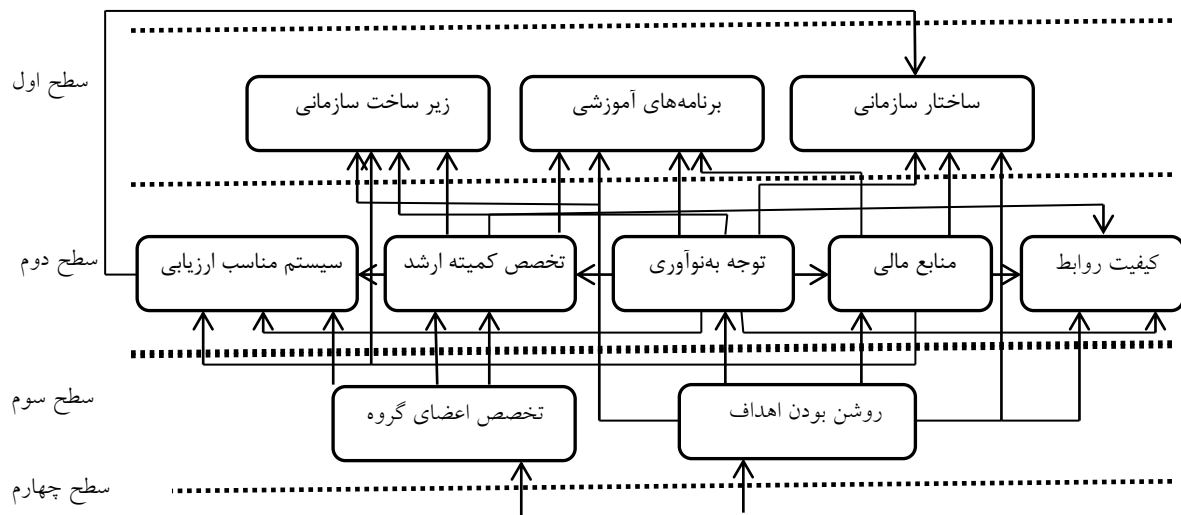 سطح اول
ساختار سازمانی
برنامه‌های آموزشی
زیر ساخت سازمانی
سطح دوم
کیفیت روابط
منابع مالی
توجه به‌نوآوری
تخصص کمیته ارشد
سیستم مناسب ارزیابی
سطح سوم
روشن بودن اهداف
تخصص اعضای گروه
سطح چهارم